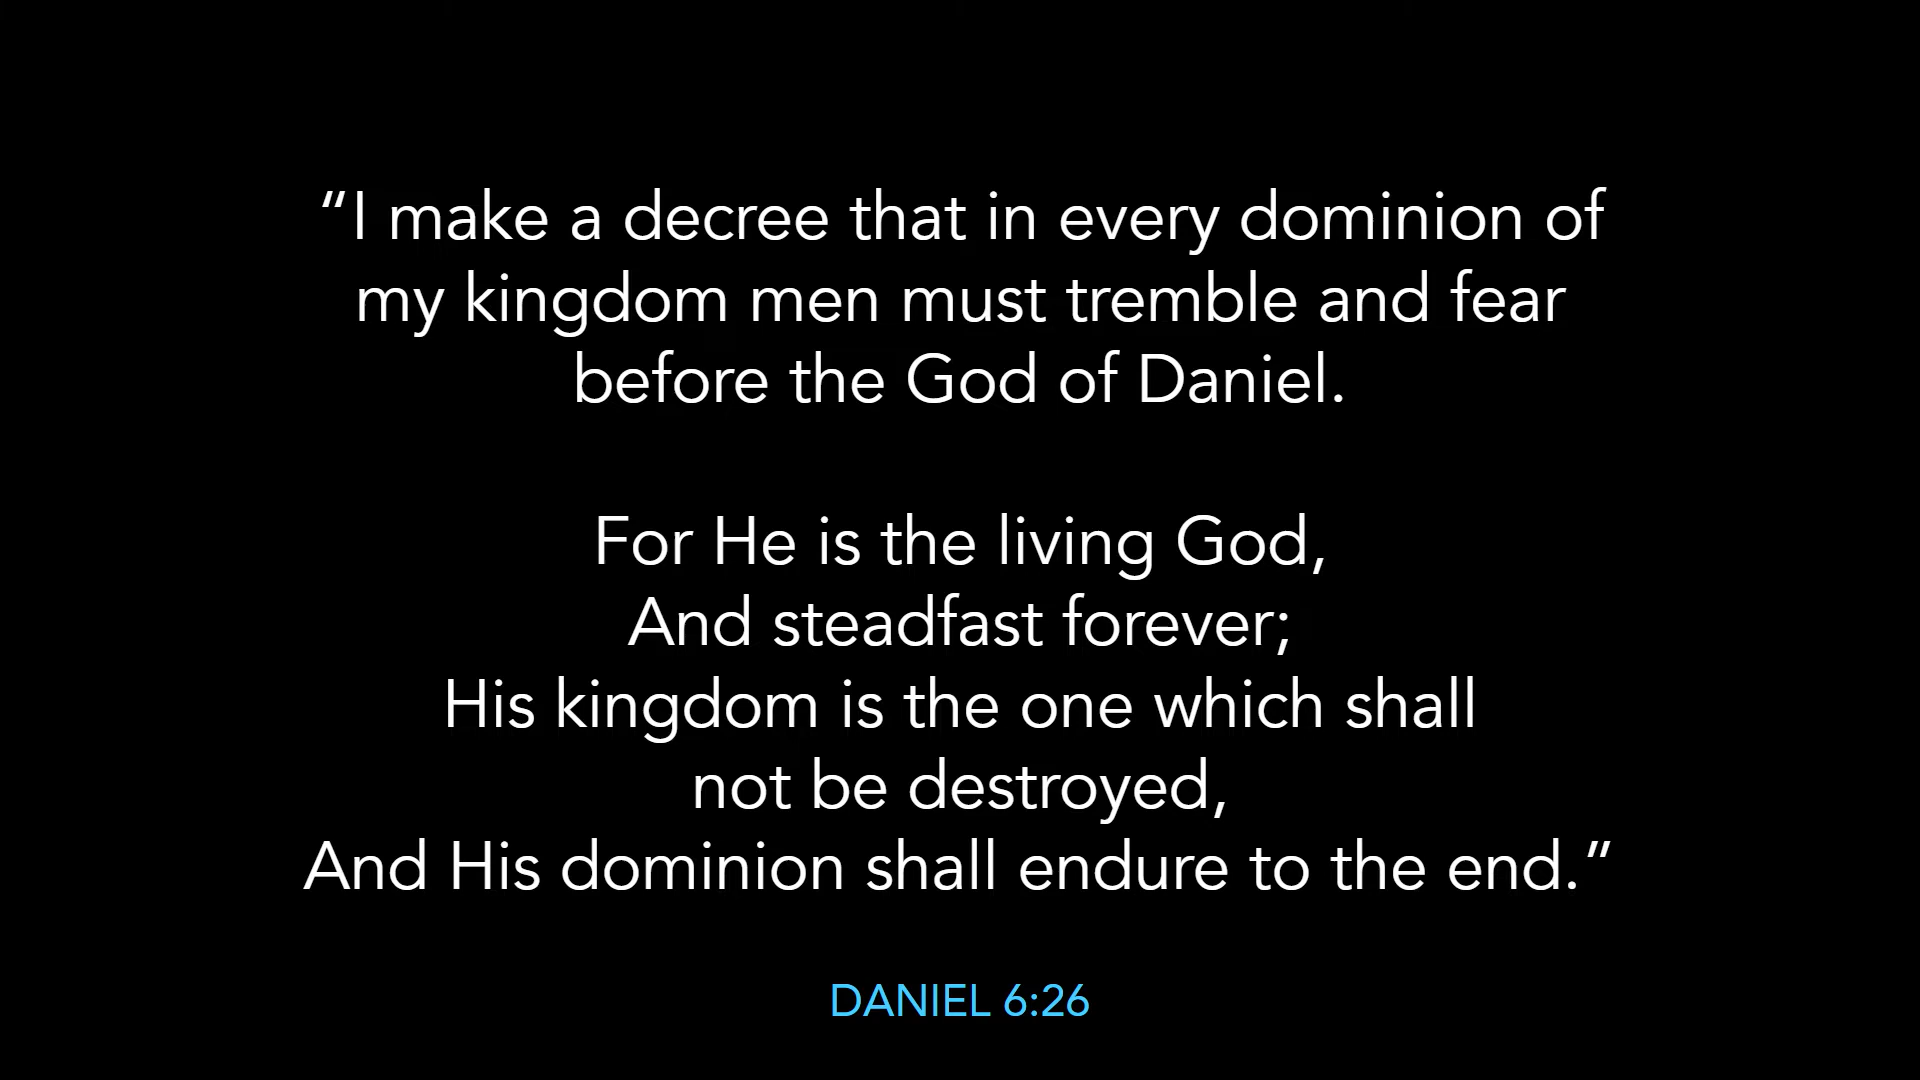 “I make a decree that in every dominion of
my kingdom men must tremble and fear
before the God of Daniel.
For He is the living God,
And steadfast forever;
His kingdom is the one which shall
not be destroyed,
And His dominion shall endure to the end.”
DANIEL 6:26